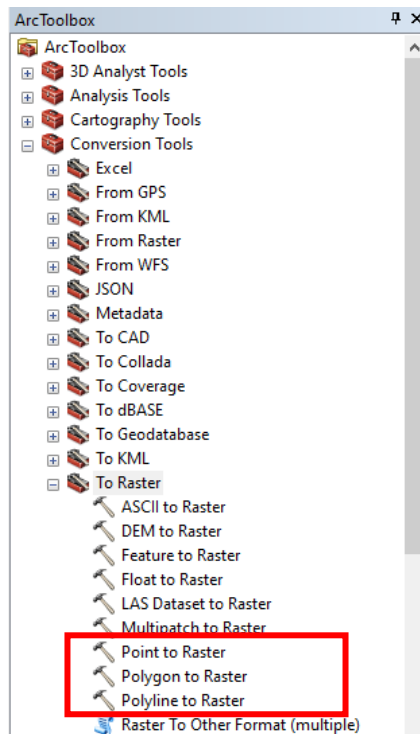 ArcToolbox
ArcToolbox
3D Analyst Tools
Analysis Tools
Cartography Tools
Conversion Tools
Excel
From GPS
From KML
From Raster
From WFS
JSON
Metadata
To CAD
To Collada
To Coverage
To dBASE
To Geodatabase
To KML
To Raster
ASCII to Raster
DEM to Raster
Feature to Raster
Float to Raster
LAS Dataset to Raster
Multipatch to Raster
Point to Raster
Polygon to Raster
Polyline to Raster
Raster To Other Format (multiple)